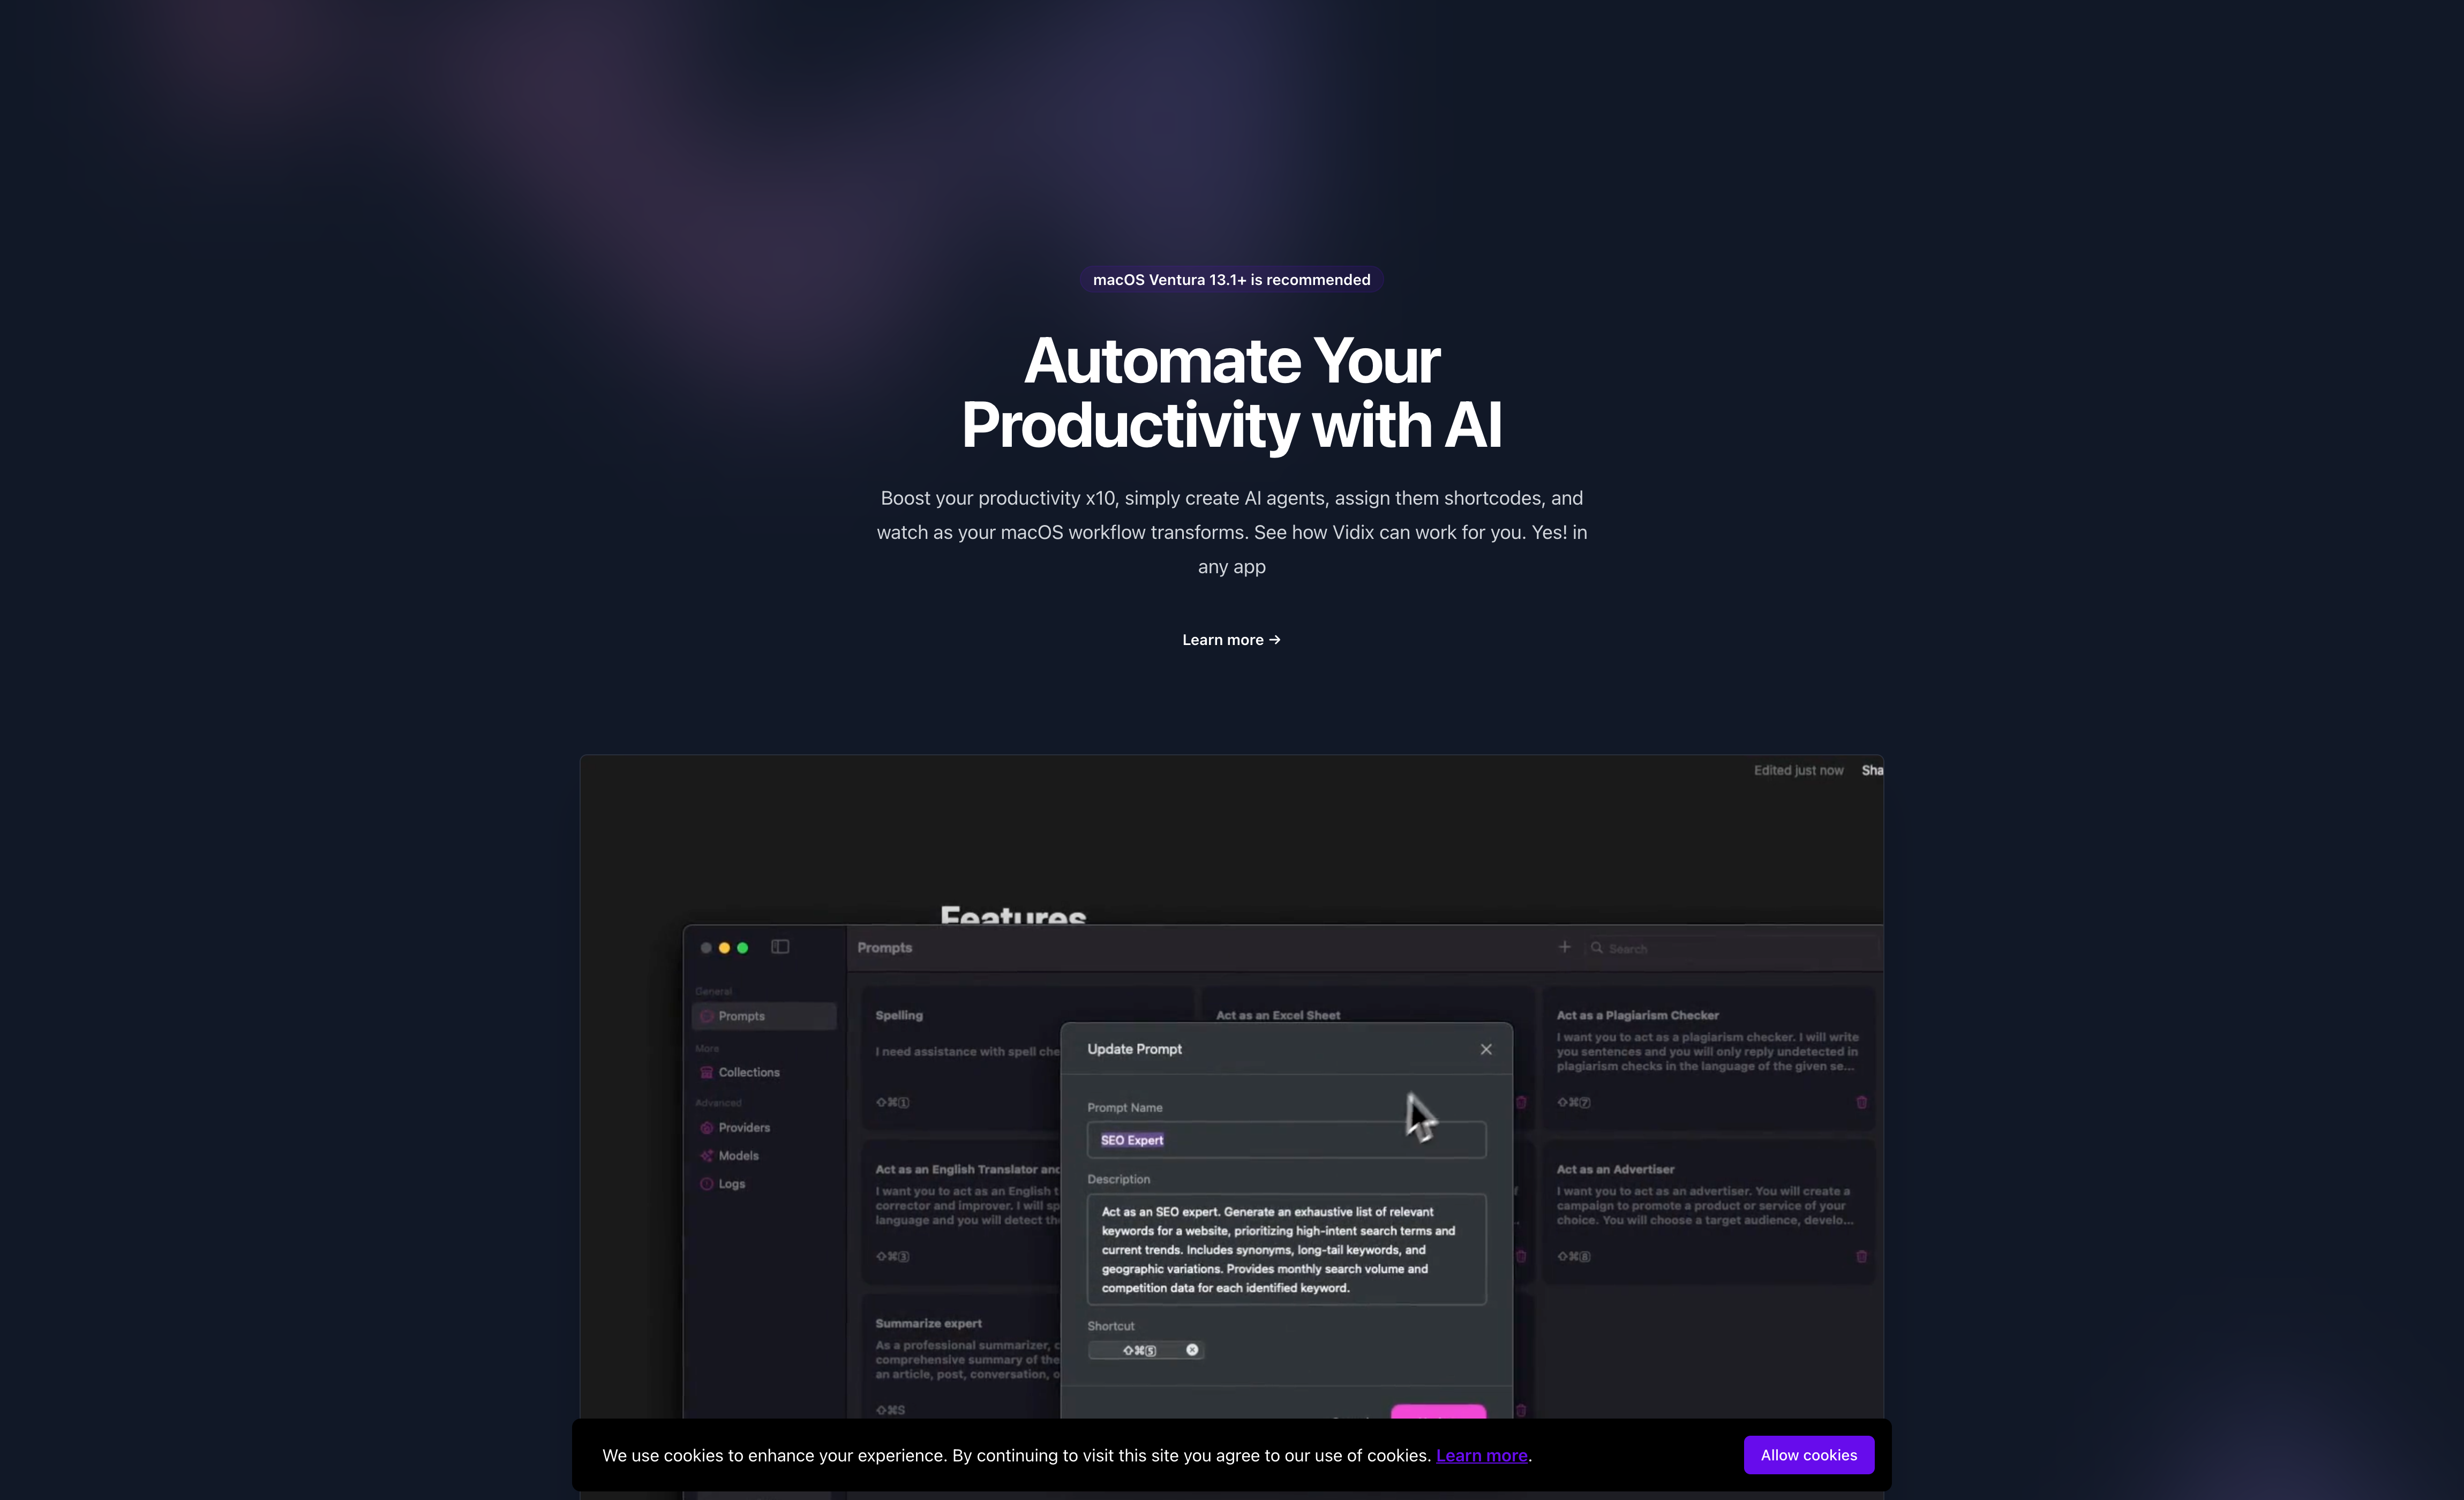 macOS Ventura 13.1+ is recommended
Automate Your
Productivity with AI
Boost your productivity x10, simply create AI agents, assign them shortcodes, and
watch as your macOS workflow transforms. See how Vidix can work for you. Yes! in
any app
Learn more →
Edited just now Sha
Features
Prompts
Search
General
Prompts
More
Collections
Advanced
Providers
Models
Logs
Spelling
I need assistance with spell che
⇧⌘1
Act as an Excel Sheet
Act as a Plagiarism Checker
I want you to act as a plagiarism checker. I will write
you sentences and you will only reply undetected in
plagiarism checks in the language of the given se...
⇧⌘7
Act as an English Translator and
I want you to act as an English t
corrector and improver. I will sp
language and you will detect the
⇧⌘3
Act as an Advertiser
I want you to act as an advertiser. You will create a
campaign to promote a product or service of your
choice. You will choose a target audience, develo...
⇧⌘8
Summarize expert
As a professional summarizer, c
comprehensive summary of the
an article, post, conversation, o
⇧⌘S
Update Prompt
Prompt Name
SEO Expert
Description
Act as an SEO expert. Generate an exhaustive list of relevant
keywords for a website, prioritizing high-intent search terms and
current trends. Includes synonyms, long-tail keywords, and
geographic variations. Provides monthly search volume and
competition data for each identified keyword.
Shortcut
⇧⌘5
We use cookies to enhance your experience. By continuing to visit this site you agree to our use of cookies. Learn more.
Allow cookies